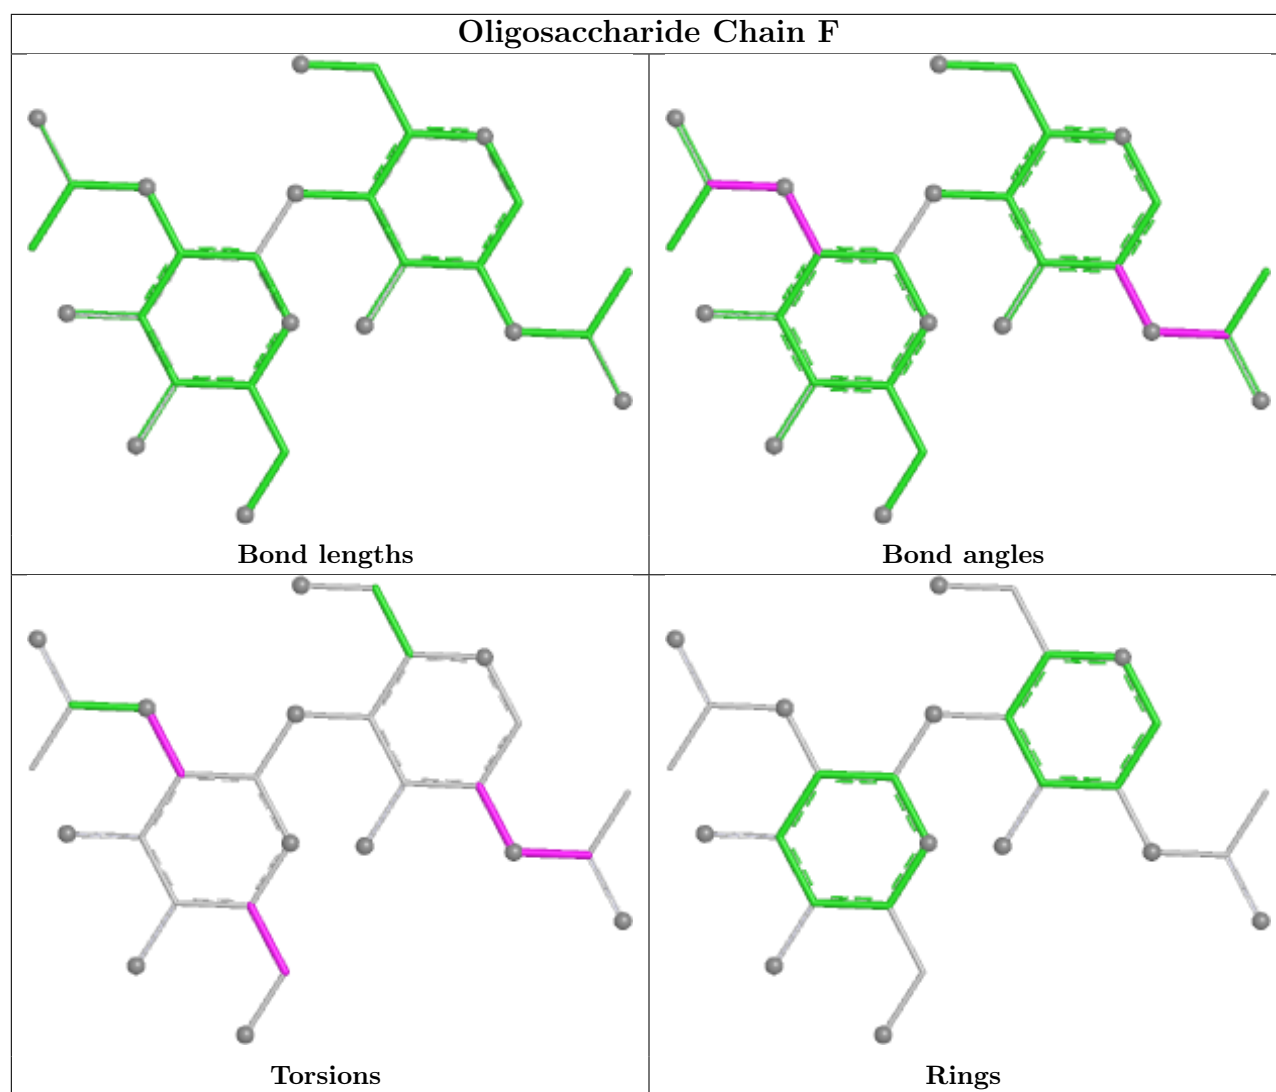 Oligosaccharide Chain F
Bond lengths
Bond angles
Torsions
Rings